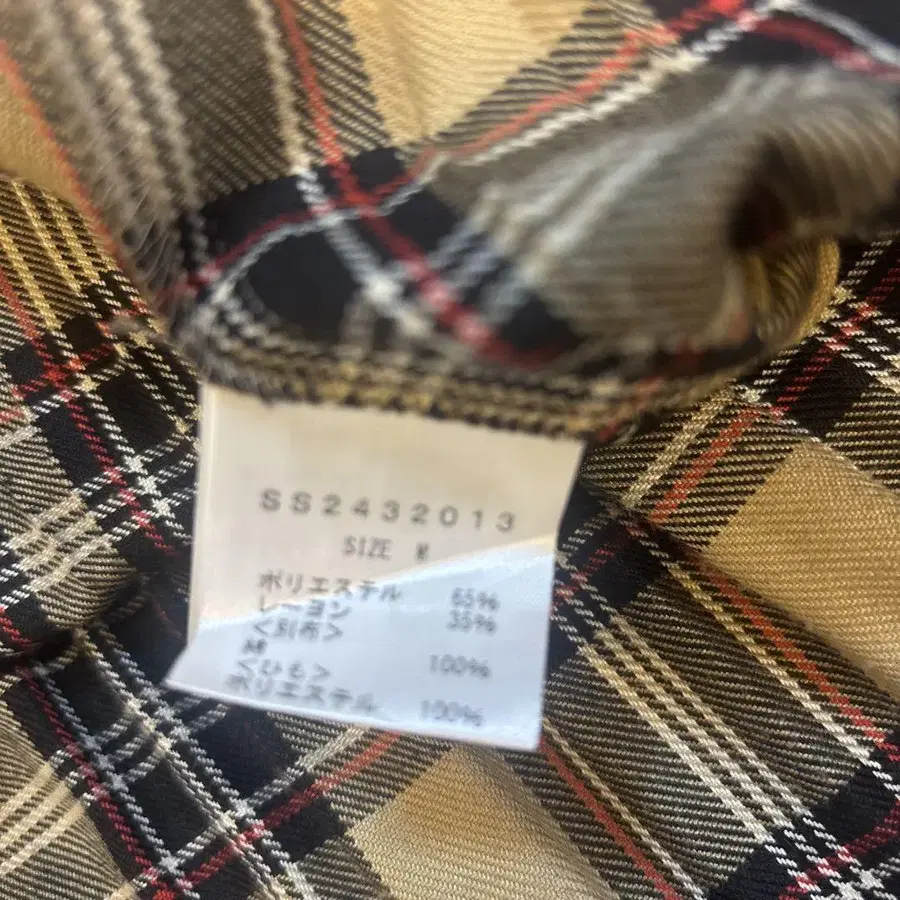 SS2432013
SIZE M
ポリエステル 65%
レーヨン 35%
<別布>
綿 100%
<ひも>
ポリエステル 100%